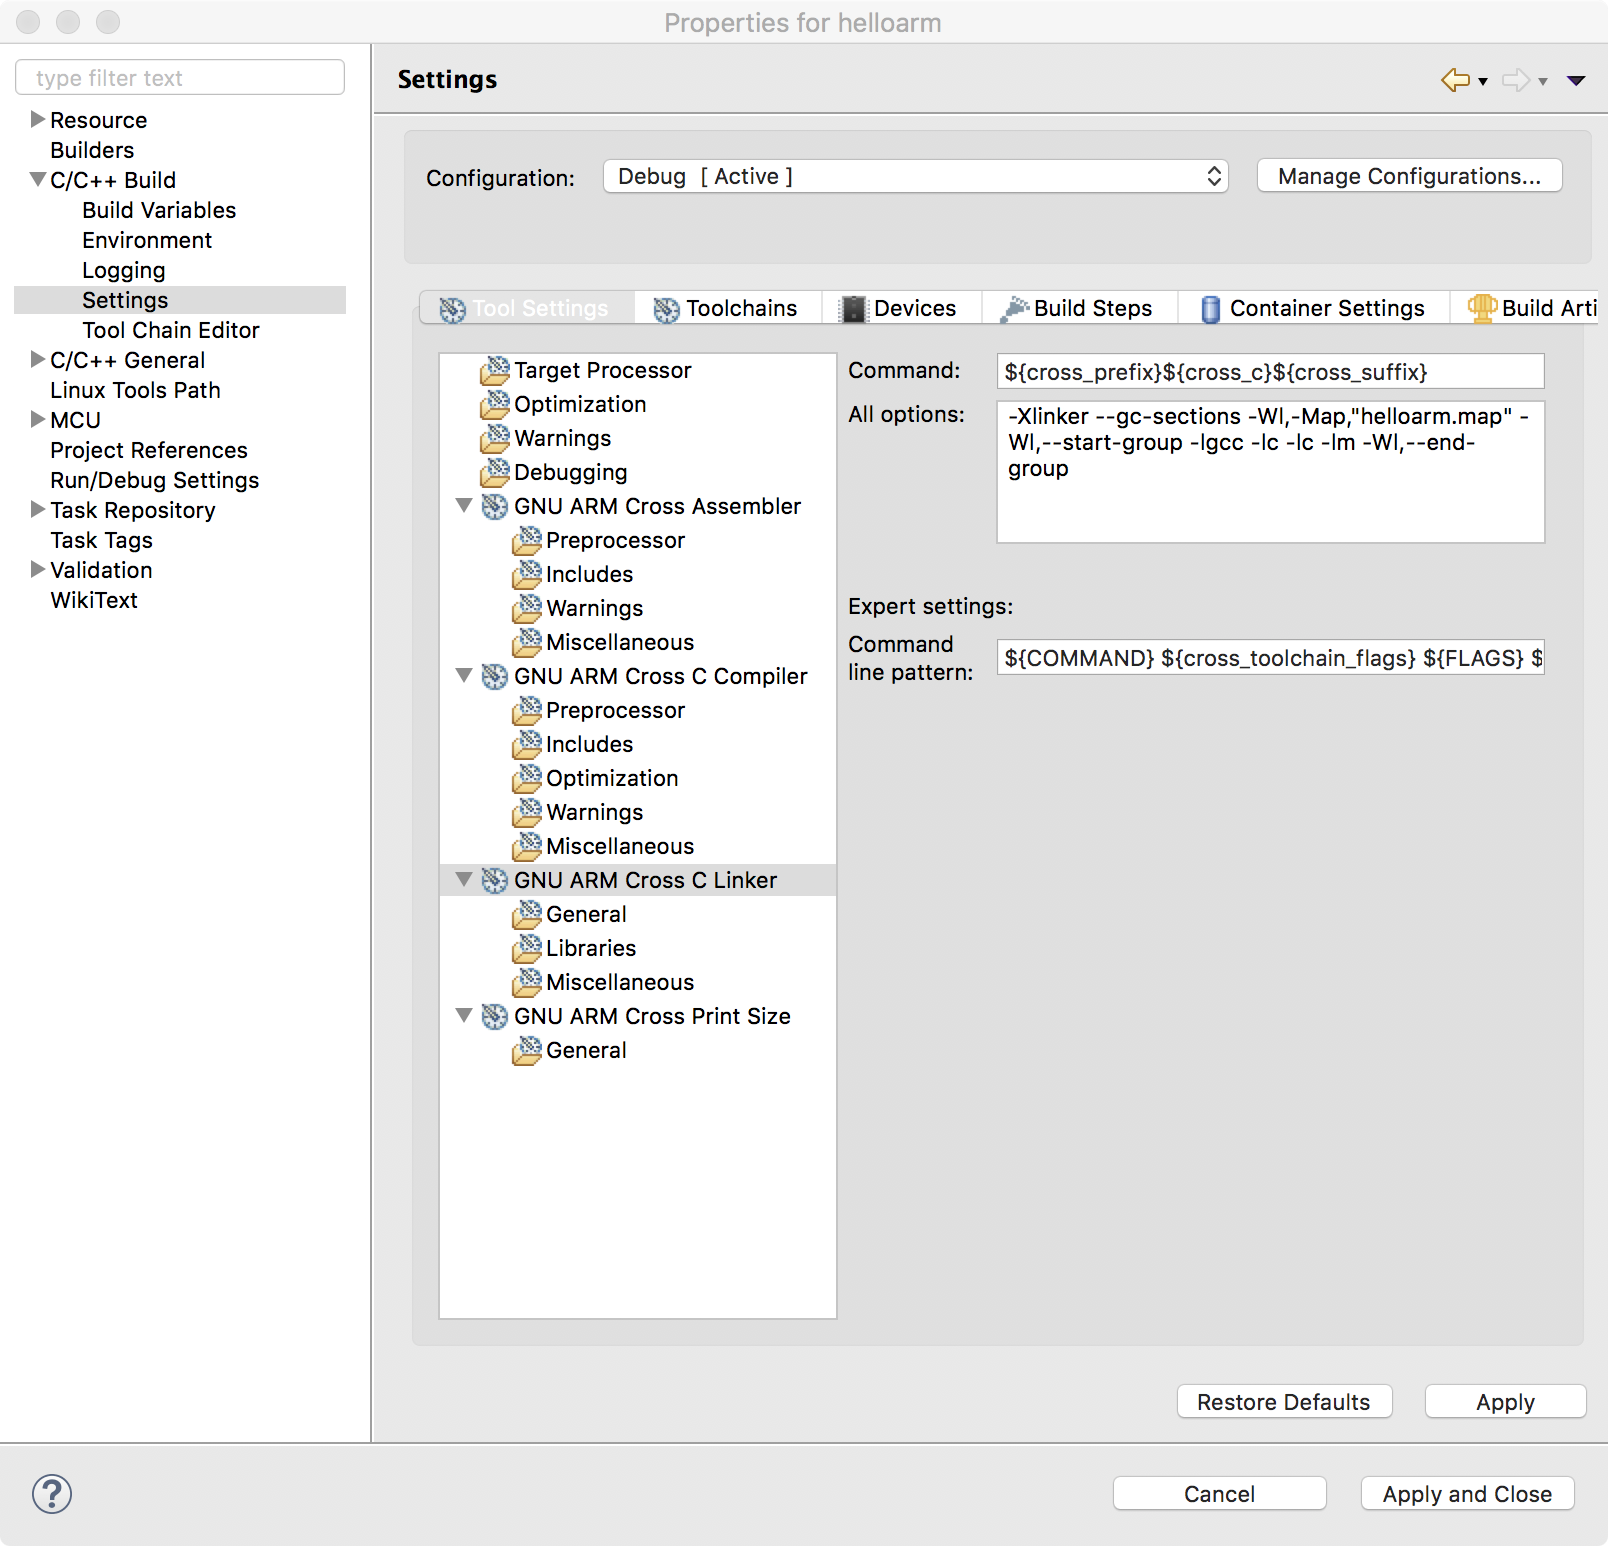 Properties for helloarm
type filter text
Resource
Builders
C/C++ Build
Build Variables
Environment
Logging
Settings
Tool Chain Editor
C/C++ General
Linux Tools Path
MCU
Project References
Run/Debug Settings
Task Repository
Task Tags
Validation
WikiText
Settings
Configuration:
Debug [ Active ]
Manage Configurations...
Tool Settings
Toolchains
Devices
Build Steps
Container Settings
Build Arti
Target Processor
Optimization
Warnings
Debugging
GNU ARM Cross Assembler
Preprocessor
Includes
Warnings
Miscellaneous
GNU ARM Cross C Compiler
Preprocessor
Includes
Optimization
Warnings
Miscellaneous
GNU ARM Cross C Linker
General
Libraries
Miscellaneous
GNU ARM Cross Print Size
General
Command:
${cross_prefix}${cross_c}${cross_suffix}
All options:
-Xlinker --gc-sections -Wl,-Map,"helloarm.map" -
Wl,--start-group -lgcc -lc -lc -lm -Wl,--end-
group
Expert settings:
Command
line pattern:
${COMMAND} ${cross_toolchain_flags} ${FLAGS} $
Restore Defaults
Apply
?
Cancel
Apply and Close